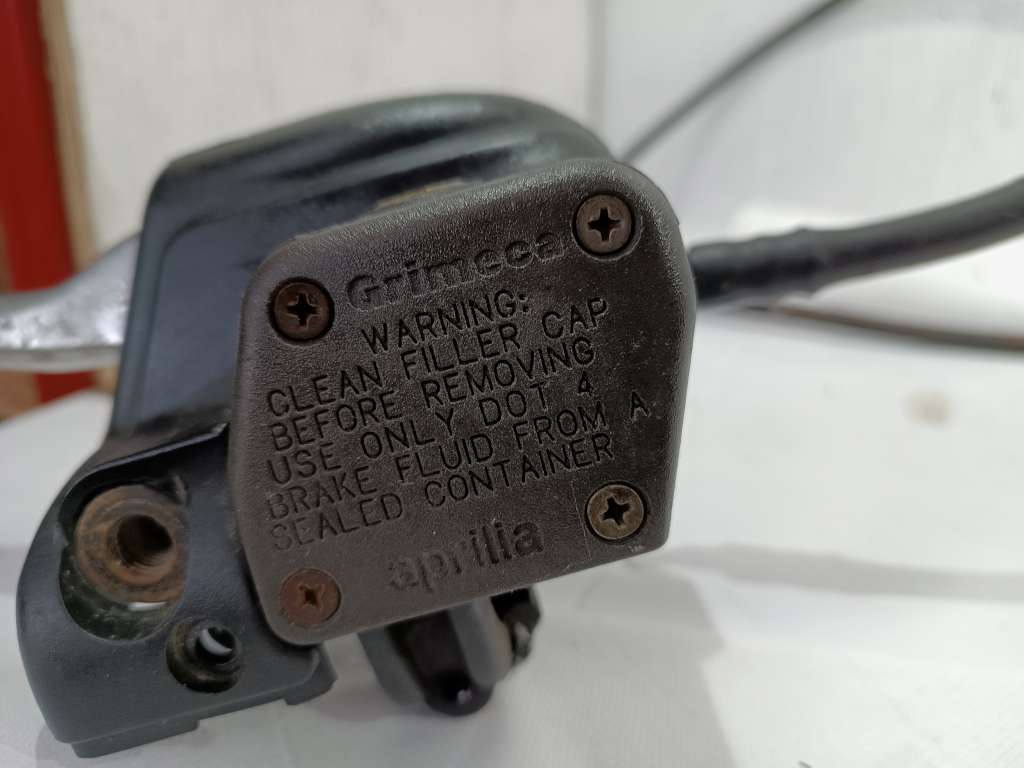 Grimeca
WARNING:
CLEAN FILLER CAP
BEFORE REMOVING
USE ONLY DOT 4
BRAKE FLUID FROM A
SEALED CONTAINER
aprilia